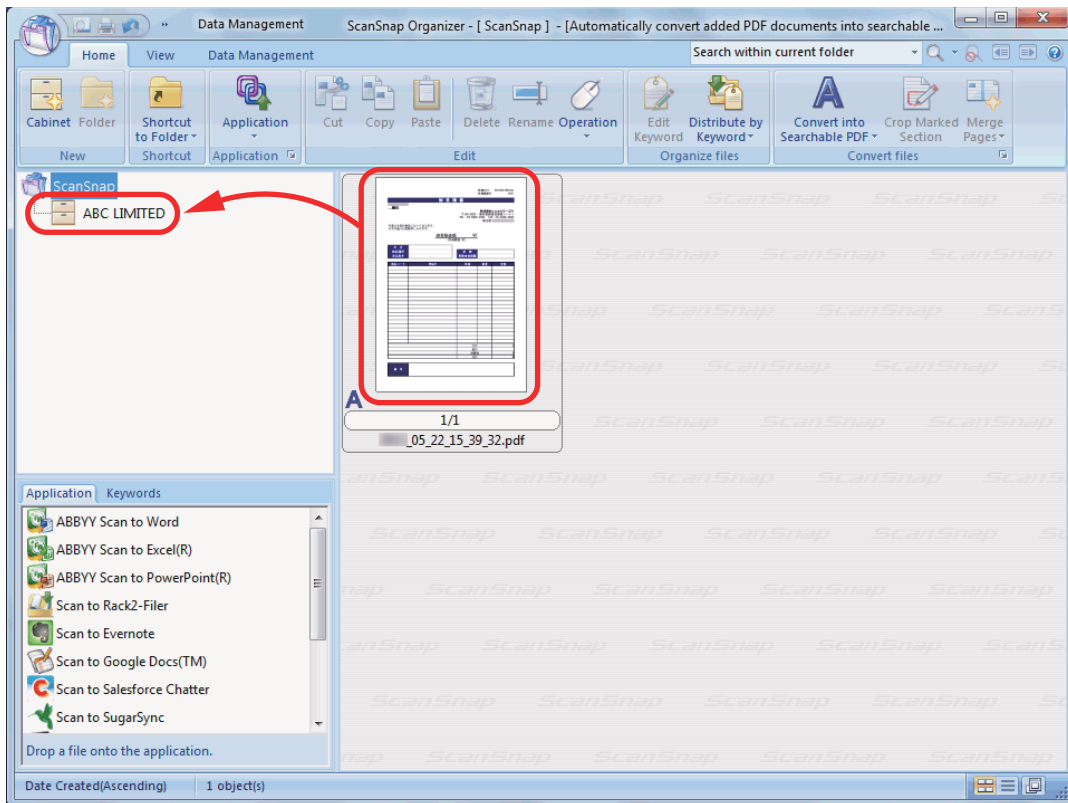 Data Management
ScanSnap Organizer - [ ScanSnap ] - [Automatically convert added PDF documents into searchable ...
Home View Data Management
Search within current folder
Cabinet Folder Shortcut to Folder Application Cut Copy Paste Delete Rename Operation Edit Keyword Distribute by Keyword Convert into Searchable PDF Crop Marked Section Merge Pages
New Shortcut Application Edit Organize files Convert files
ScanSnap
ABC LIMITED
A
1/1
_05_22_15_39_32.pdf
Application Keywords
ABBYY Scan to Word
ABBYY Scan to Excel(R)
ABBYY Scan to PowerPoint(R)
Scan to Rack2-Filer
Scan to Evernote
Scan to Google Docs(TM)
Scan to Salesforce Chatter
Scan to SugarSync
Drop a file onto the application.
Date Created(Ascending) 1 object(s)